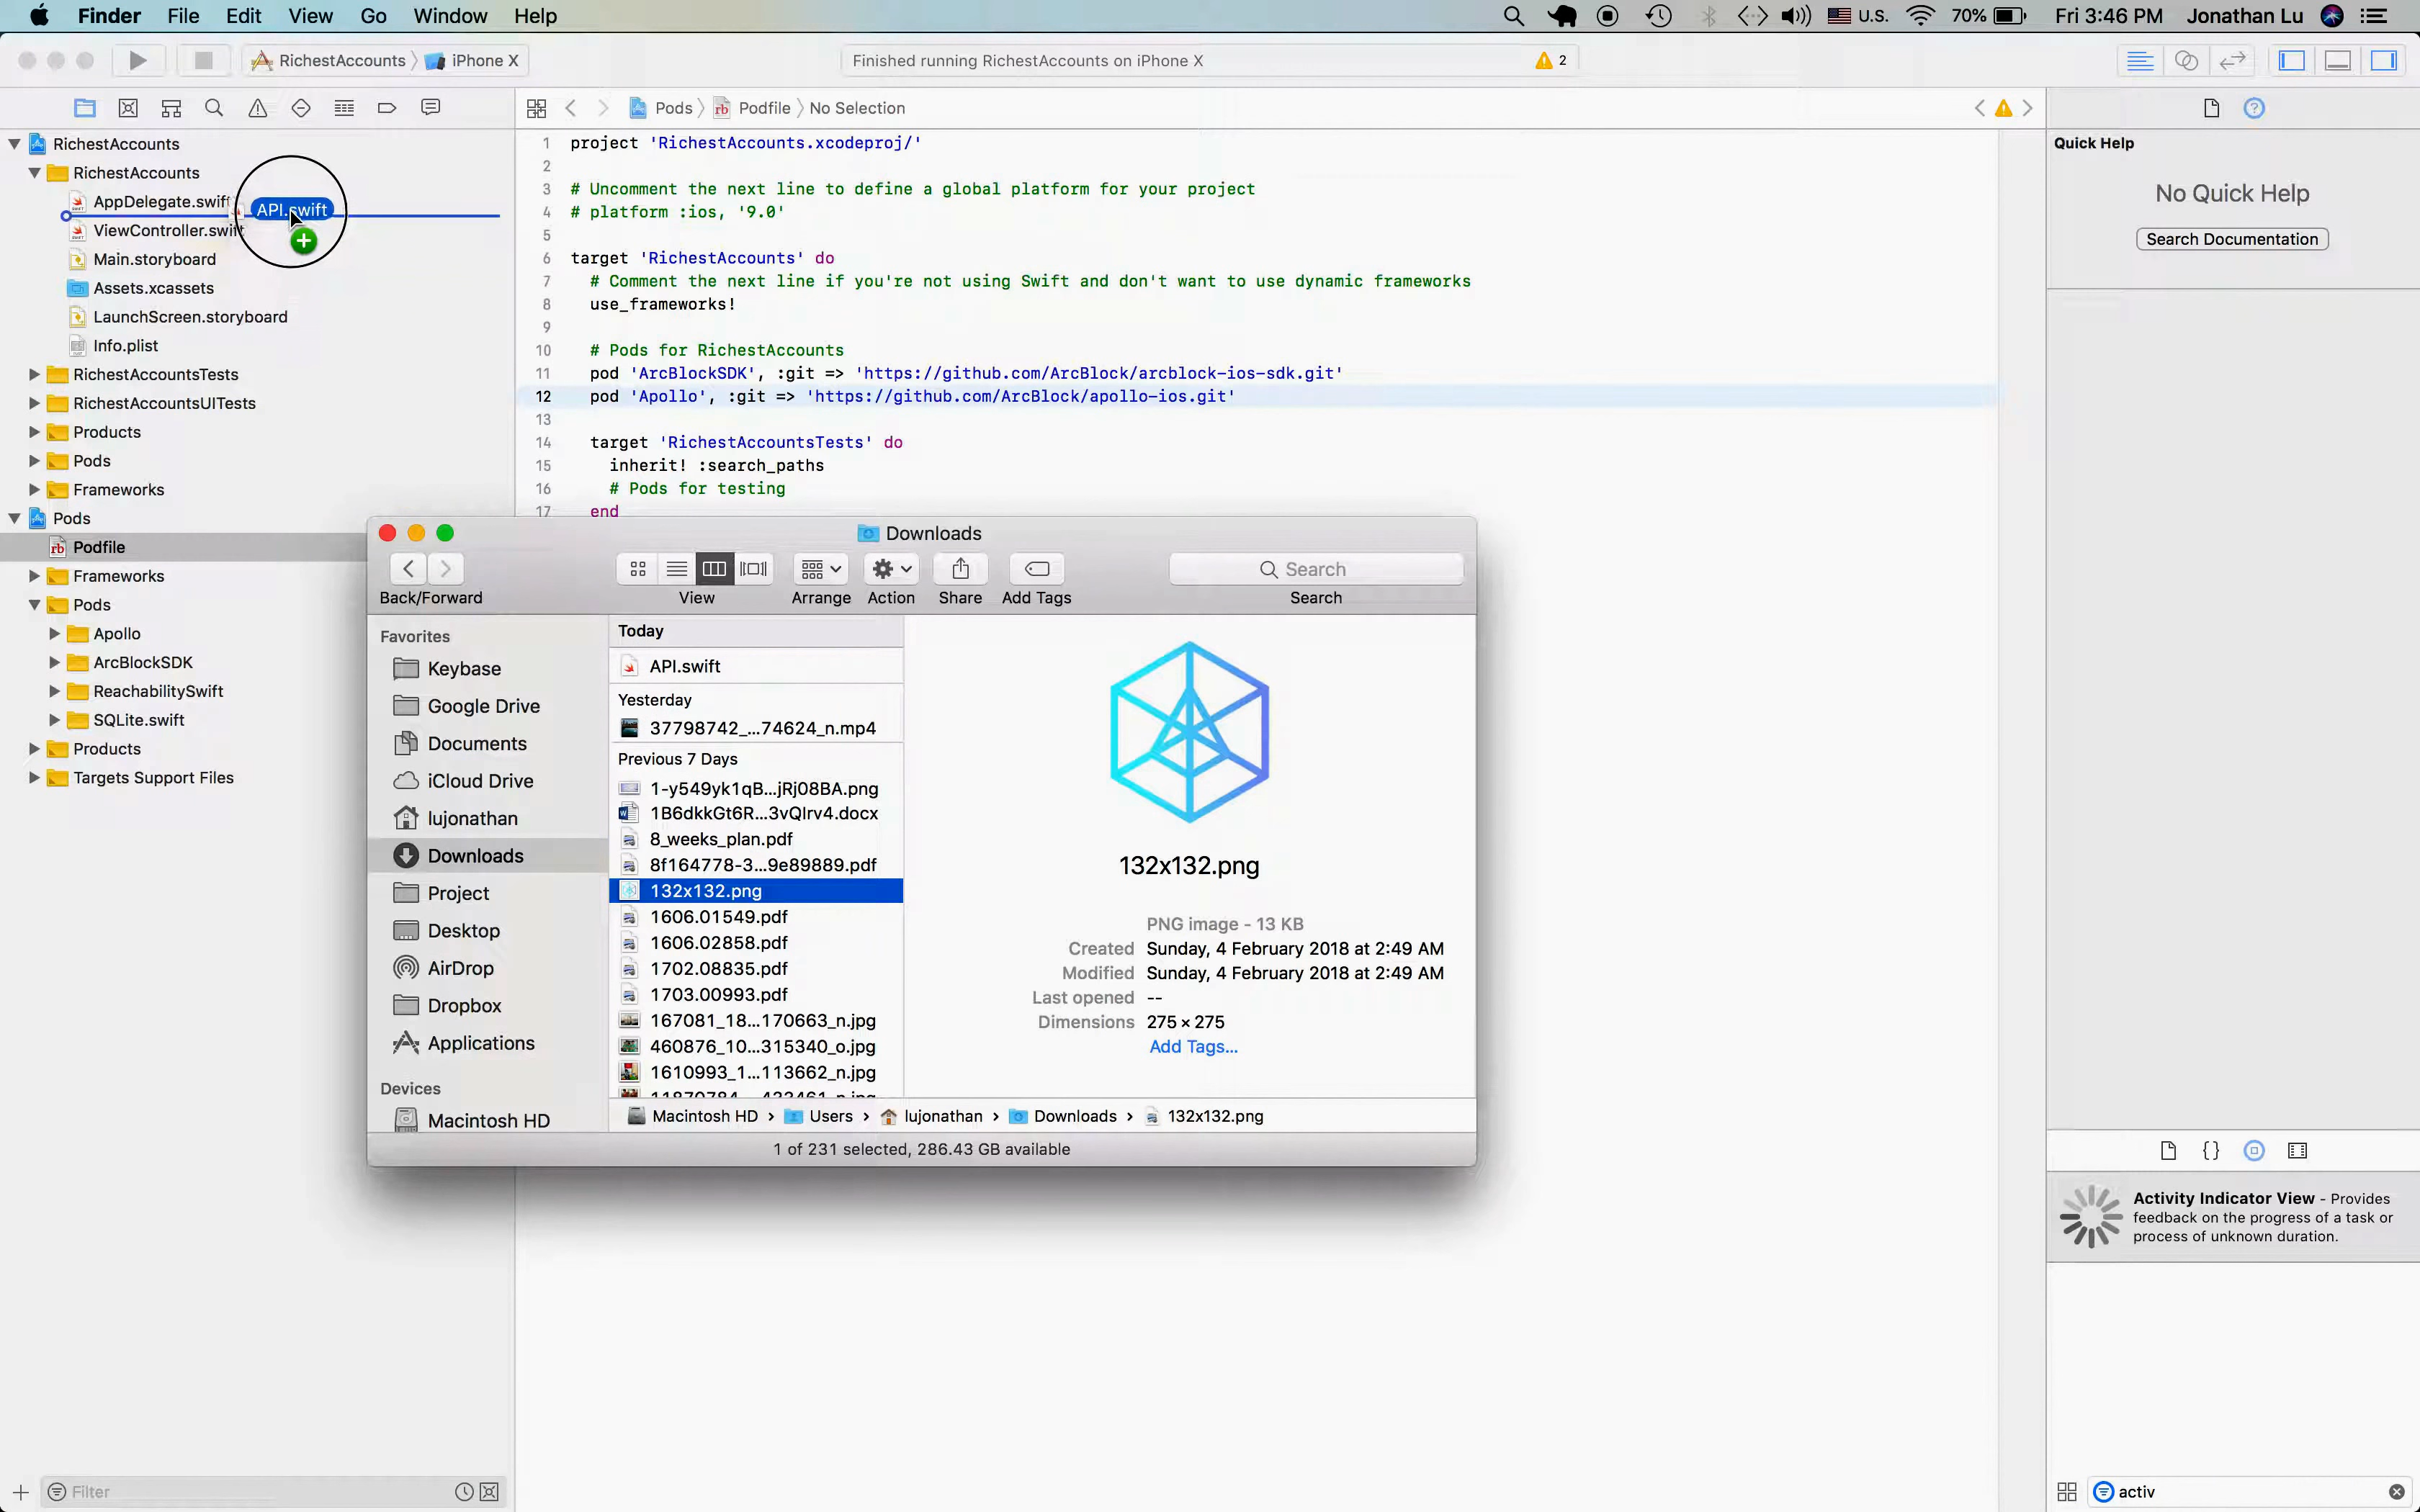 Finder File Edit View Go Window Help
U.S. 70% Fri 3:46 PM Jonathan Lu
RichestAccounts iPhone X
Finished running RichestAccounts on iPhone X 2
Pods Podfile No Selection
RichestAccounts
RichestAccounts
AppDelegate.swift
API.swift
ViewController.swift
Main.storyboard
Assets.xcassets
LaunchScreen.storyboard
Info.plist
RichestAccountsTests
RichestAccountsUITests
Products
Pods
Frameworks
Pods
rb Podfile
Frameworks
Pods
Apollo
ArcBlockSDK
ReachabilitySwift
SQLite.swift
Products
Targets Support Files
Filter
1 project 'RichestAccounts.xcodeproj/'
2
3 # Uncomment the next line to define a global platform for your project
4 # platform :ios, '9.0'
5
6 target 'RichestAccounts' do
7 # Comment the next line if you're not using Swift and don't want to use dynamic frameworks
8 use_frameworks!
9
10 # Pods for RichestAccounts
11 pod 'ArcBlockSDK', :git => 'https://github.com/ArcBlock/arcblock-ios-sdk.git'
12 pod 'Apollo', :git => 'https://github.com/ArcBlock/apollo-ios.git'
13
14 target 'RichestAccountsTests' do
15 inherit! :search_paths
16 # Pods for testing
17 end
Downloads
Search
Back/Forward View Arrange Action Share Add Tags Search
Favorites
Keybase
Google Drive
Documents
iCloud Drive
lujonathan
Downloads
Project
Desktop
AirDrop
Dropbox
Applications
Devices
Macintosh HD
Today
API.swift
Yesterday
37798742_...74624_n.mp4
Previous 7 Days
1-y549yk1qB...jRj08BA.png
1B6dkkGt6R...3vQIrv4.docx
8_weeks_plan.pdf
8f164778-3...9e89889.pdf
132x132.png
1606.01549.pdf
1606.02858.pdf
1702.08835.pdf
1703.00993.pdf
167081_18...170663_n.jpg
460876_10...315340_o.jpg
1610993_1...113662_n.jpg
132x132.png
PNG image - 13 KB
Created Sunday, 4 February 2018 at 2:49 AM
Modified Sunday, 4 February 2018 at 2:49 AM
Last opened --
Dimensions 275 × 275
Add Tags...
Macintosh HD › Users › lujonathan › Downloads › 132x132.png
1 of 231 selected, 286.43 GB available
Quick Help
No Quick Help
Search Documentation
Activity Indicator View - Provides
feedback on the progress of a task or
process of unknown duration.
activ